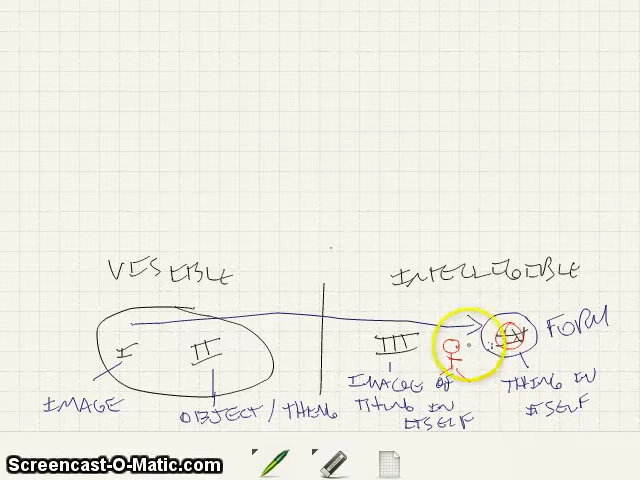 VISIBLE
INTELLIGIBLE
I
II
III
IV
FORM
IMAGE
OBJECT / THING
IMAGE OF
THING IN
ITSELF
THING IN
ITSELF
Screencast-O-Matic.com